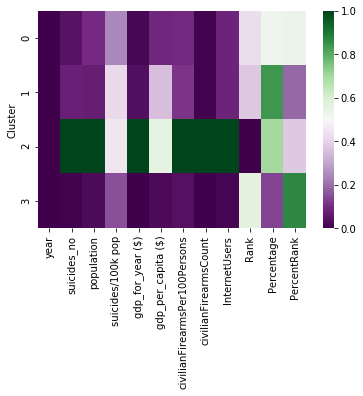 Cluster
0
1
2
3
year
suicides_no
population
suicides/100k pop
gdp_for_year ($)
gdp_per_capita ($)
civilianFirearmsPer100Persons
civilianFirearmsCount
InternetUsers
Rank
Percentage
PercentRank
1.0
0.8
0.6
0.4
0.2
0.0